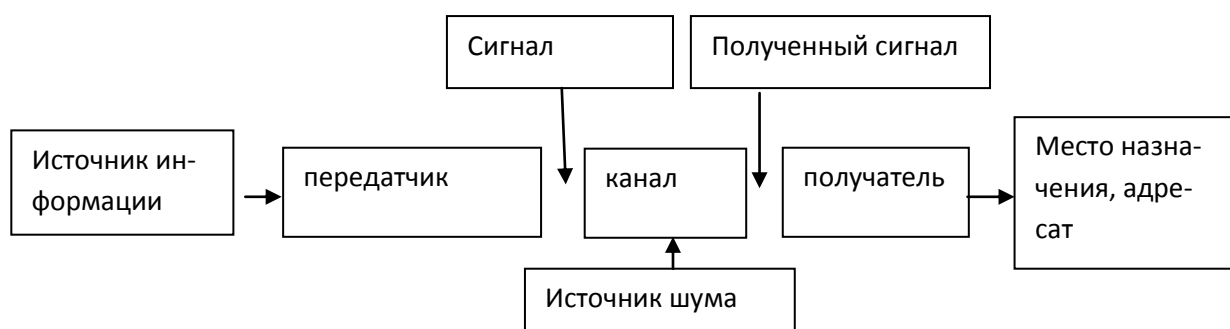 Сигнал
Полученный сигнал
Источник ин-
формации
передатчик
канал
получатель
Место назна-
чения, адре-
сат
Источник шума